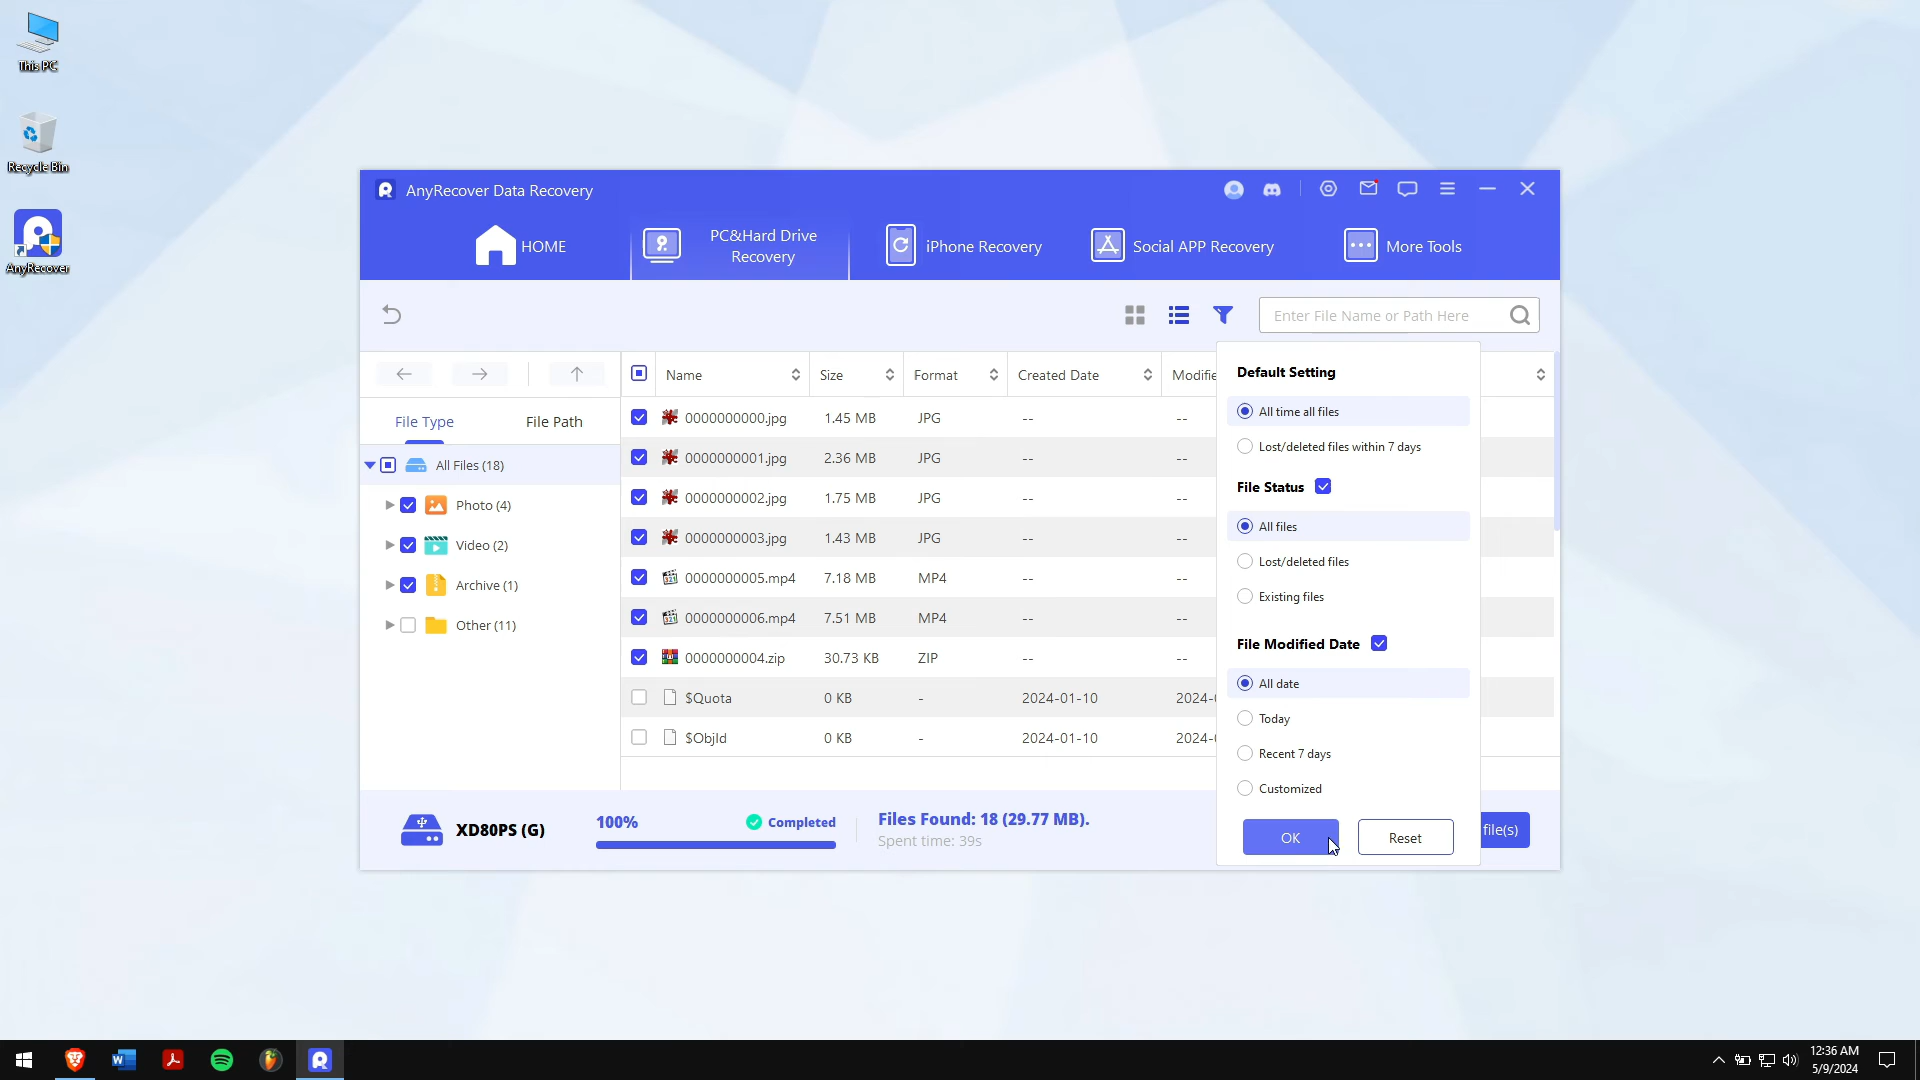 This PC
Recycle Bin
AnyRecover
AnyRecover Data Recovery
HOME
PC&Hard Drive
Recovery
iPhone Recovery
Social APP Recovery
More Tools
Enter File Name or Path Here
File Type
File Path
All Files (18)
Photo (4)
Video (2)
Archive (1)
Other (11)
Name Size Format Created Date Modifie
0000000000.jpg 1.45 MB JPG -- --
0000000001.jpg 2.36 MB JPG -- --
0000000002.jpg 1.75 MB JPG -- --
0000000003.jpg 1.43 MB JPG -- --
0000000005.mp4 7.18 MB MP4 -- --
0000000006.mp4 7.51 MB MP4 -- --
0000000004.zip 30.73 KB ZIP -- --
$Quota 0 KB - 2024-01-10 2024-
$ObjId 0 KB - 2024-01-10 2024-
Default Setting
All time all files
Lost/deleted files within 7 days
File Status
All files
Lost/deleted files
Existing files
File Modified Date
All date
Today
Recent 7 days
Customized
OK Reset
file(s)
XD80PS (G)
100% Completed
Files Found: 18 (29.77 MB).
Spent time: 39s
12:36 AM
5/9/2024